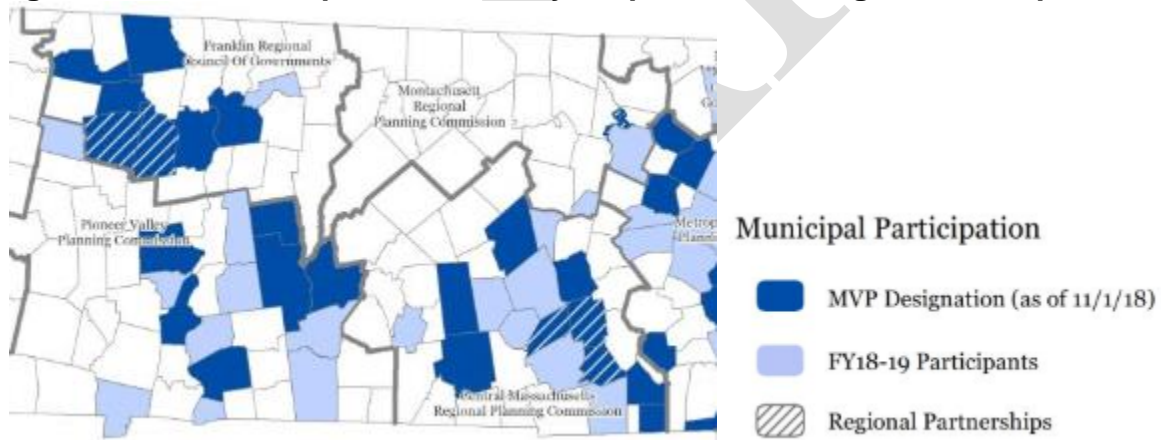 Franklin Regional
Council Of Governments
Montachusett
Regional
Planning Commission
Pioneer Valley
Planning Commission
Central Massachusetts
Regional Planning Commission
Municipal Participation
MVP Designation (as of 11/1/18)
FY18-19 Participants
Regional Partnerships